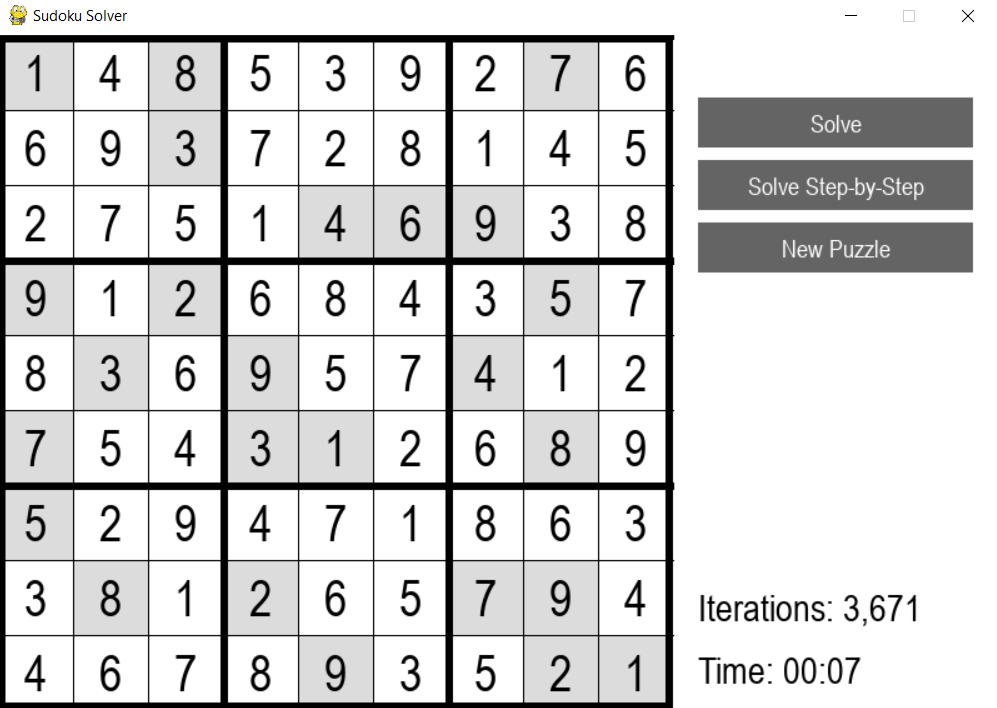 Sudoku Solver
1 4 8 5 3 9 2 7 6
6 9 3 7 2 8 1 4 5
2 7 5 1 4 6 9 3 8
9 1 2 6 8 4 3 5 7
8 3 6 9 5 7 4 1 2
7 5 4 3 1 2 6 8 9
5 2 9 4 7 1 8 6 3
3 8 1 2 6 5 7 9 4
4 6 7 8 9 3 5 2 1
Solve
Solve Step-by-Step
New Puzzle
Iterations: 3,671
Time: 00:07